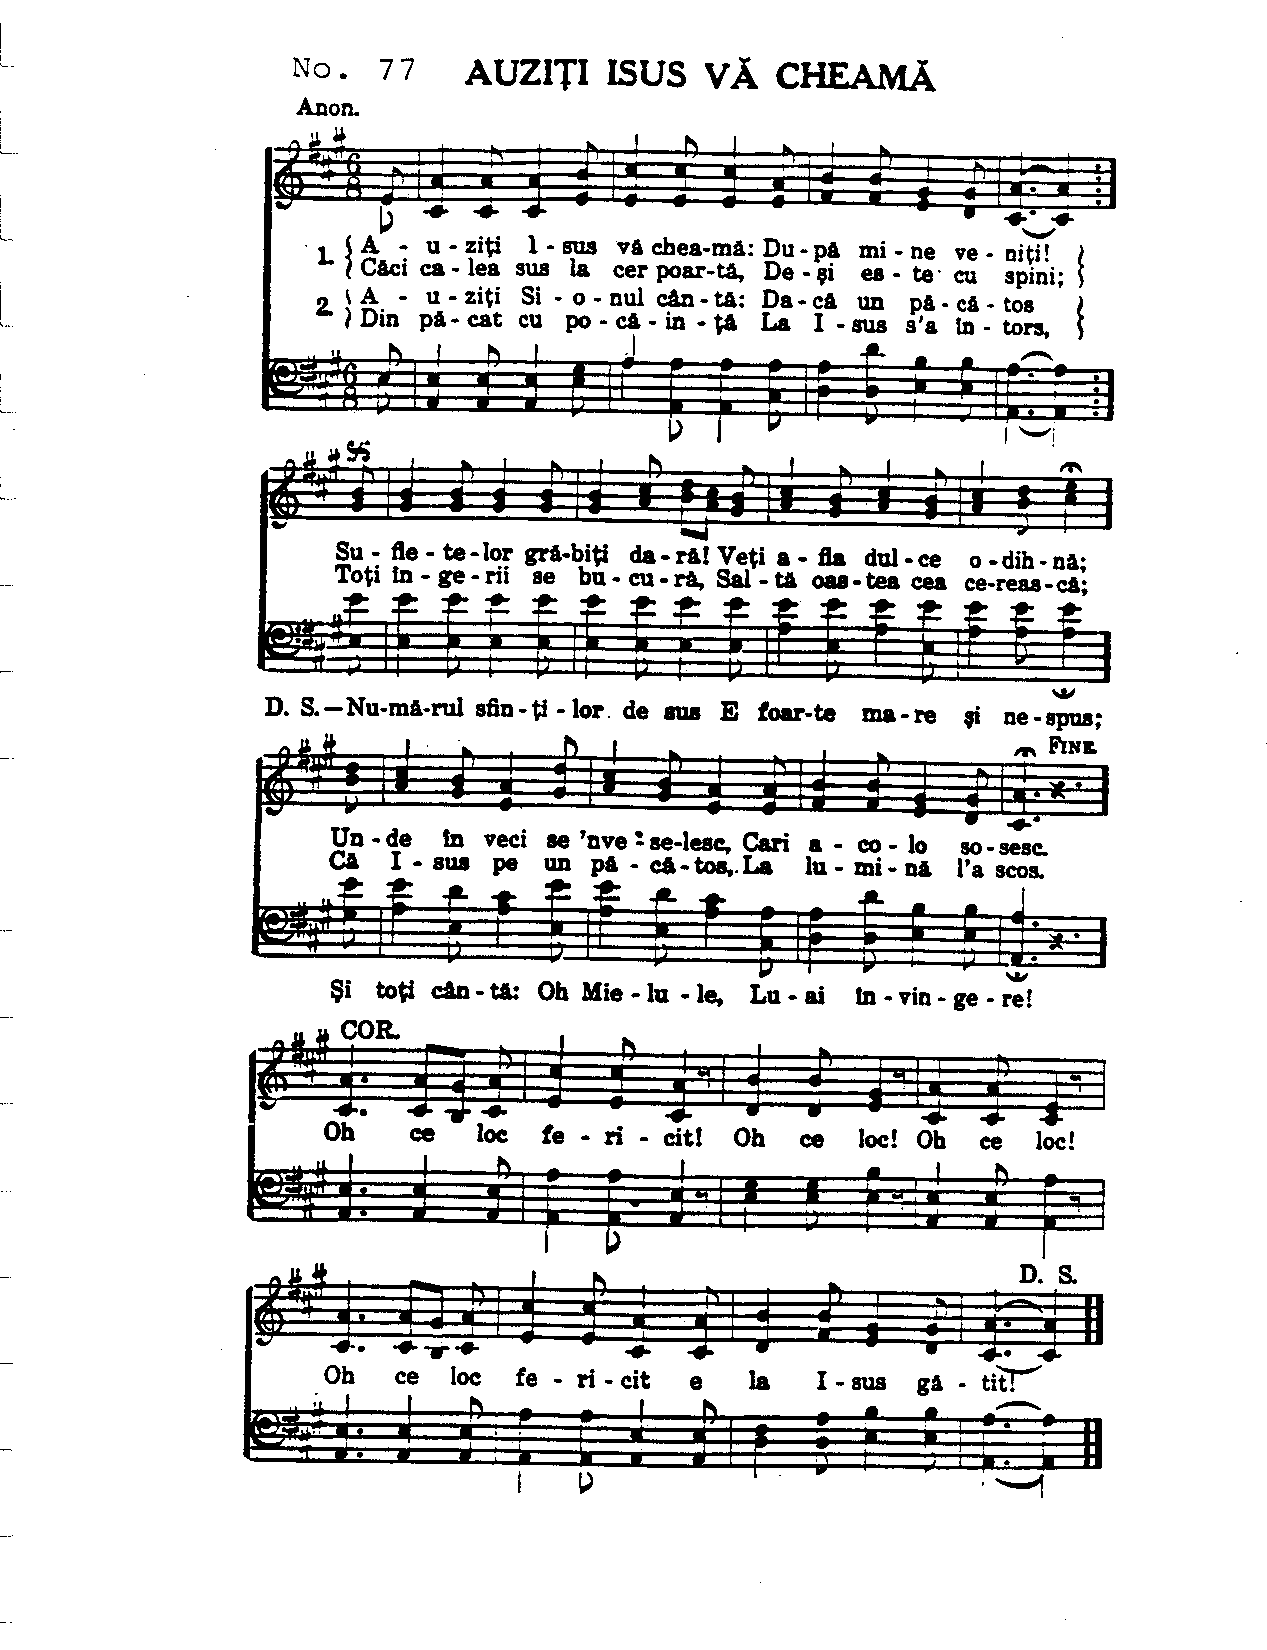 No. 77 AUZIȚI ISUS VĂ CHEAMĂ
Anon.
1. A - u - ziți I - sus vă chea-mă: Du - pă mi - ne ve - niți!
Căci ca - lea sus la cer poar-tă, De - și es - te cu spini;
2. A - u - ziți Si - o - nul cân - tă: Da - că un pă - că - tos
Din pă - cat cu po - că - in - ță La I - sus s'a în - tors,
Su - fle - te - lor gră-biți da - ră! Veți a - fla dul - ce o - dih - nă;
Toți în - ge - rii se bu - cu - ră, Sal - tă oas - tea cea ce-reas - că;
D. S.—Nu-mă-rul sfin - ți - lor de sus E foar-te ma - re și ne - spus;
FINE
Un - de în veci se 'nve - se-lesc, Cari a - co - lo so - sesc.
Că I - sus pe un pă - că - tos, La lu - mi - nă l'a scos.
Și toți cân - tă: Oh Mie - lu - le, Lu - ai în - vin - ge - re!
COR.
Oh ce loc fe - ri - cit! Oh ce loc! Oh ce loc!
D. S.
Oh ce loc fe - ri - cit e la I - sus gă - tit!